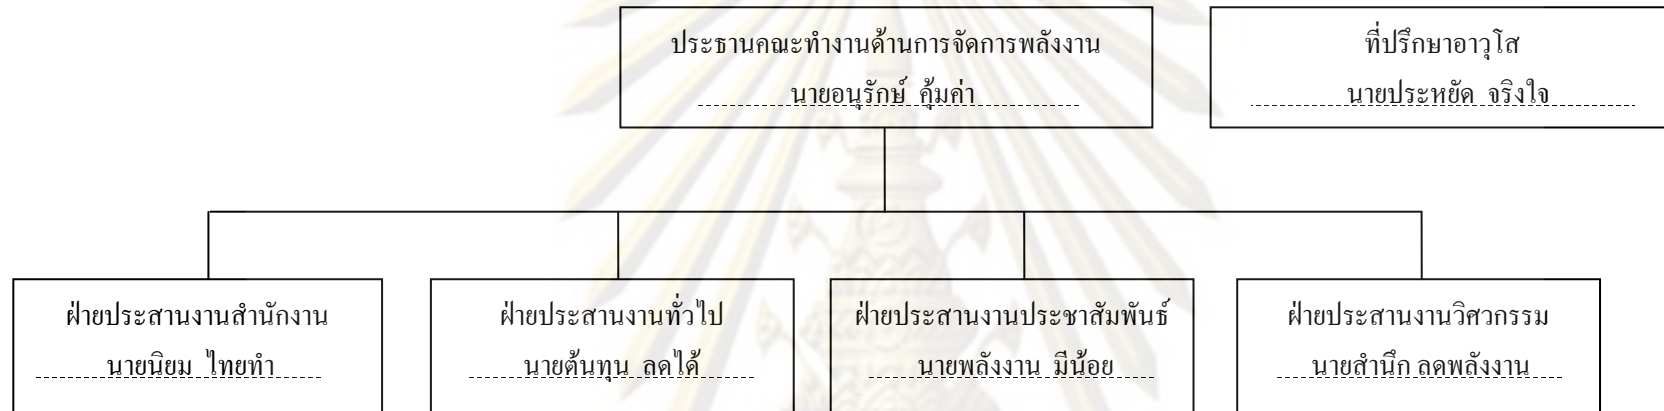 ประธานคณะทำงานด้านการจัดการพลังงาน
นายอนุรักษ์ คุ้มค่า
ที่ปรึกษาอาวุโส
นายประหยัด จริงใจ
ฝ่ายประสานงานสำนักงาน
นายนิยม ไทยทำ
ฝ่ายประสานงานทั่วไป
นายต้นทุน ลดได้
ฝ่ายประสานงานประชาสัมพันธ์
นายพลังงาน มีน้อย
ฝ่ายประสานงานวิศวกรรม
นายสำนึก ลดพลังงาน